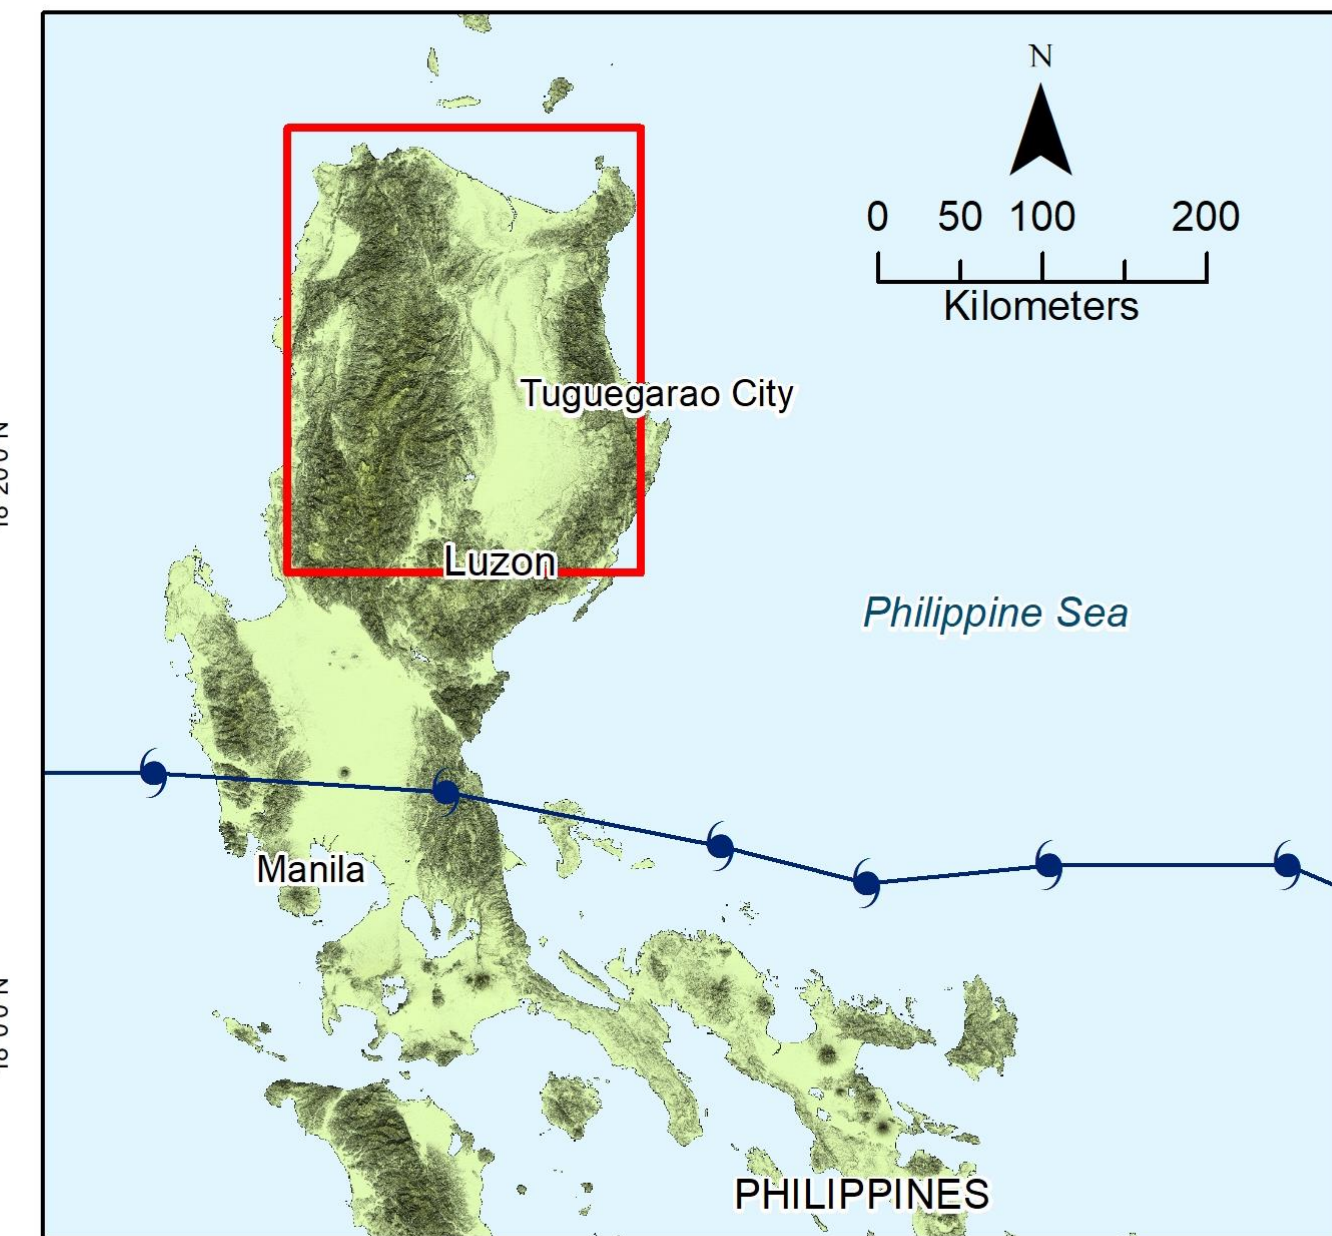 N
0 50 100 200
Kilometers
Tuguegarao City
Luzon
Philippine Sea
Manila
PHILIPPINES